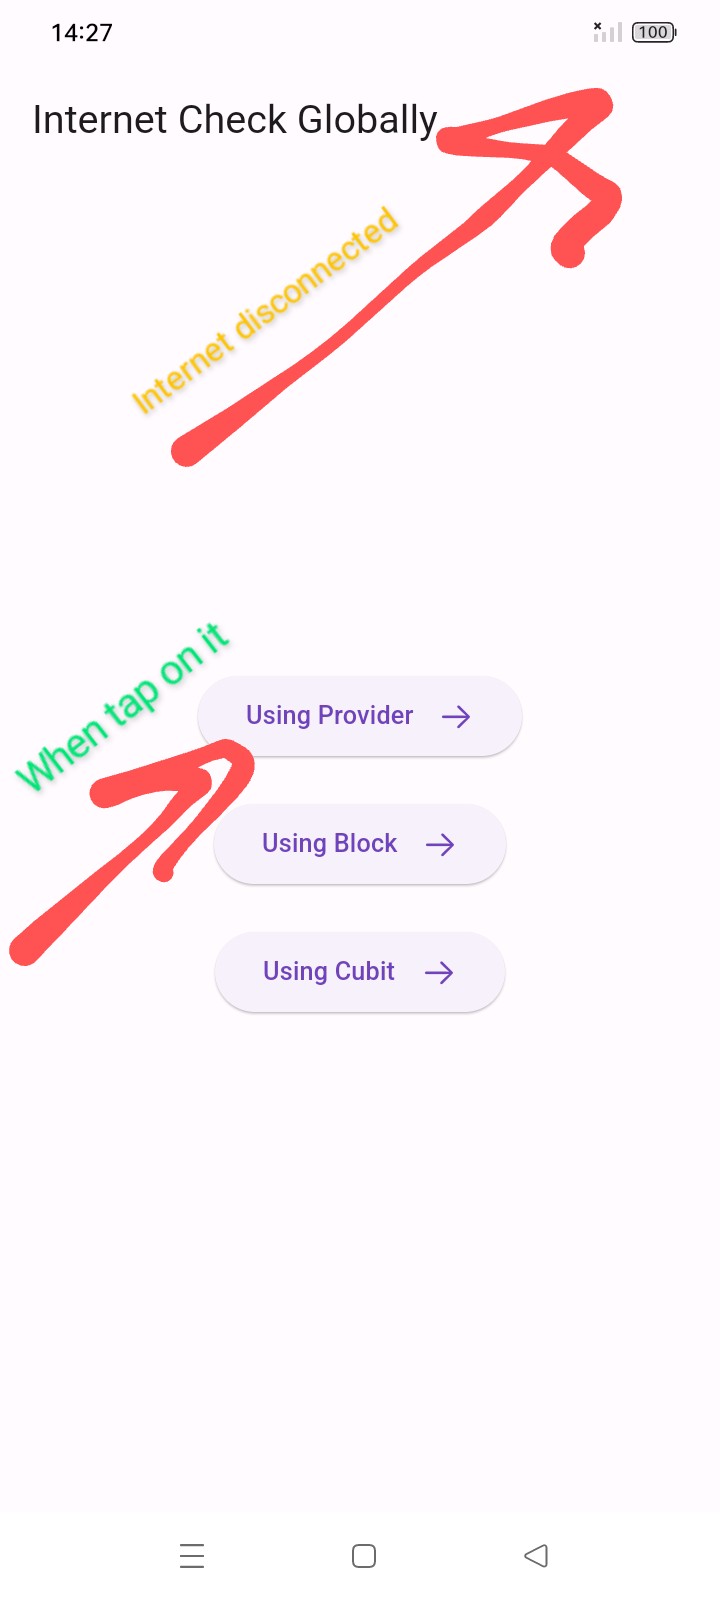 14:27
100
Internet Check Globally
Internet disconnected
When tap on it
Using Provider
Using Block
Using Cubit